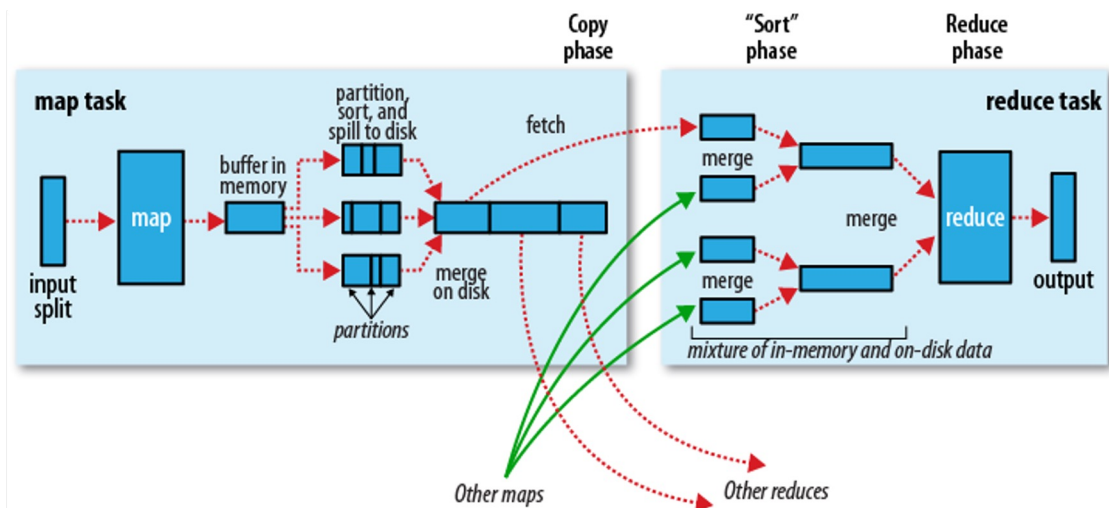 Copy
phase
“Sort”
phase
Reduce
phase
map task
partition,
sort, and
spill to disk
buffer in
memory
input
split
map
merge
on disk
partitions
fetch
reduce task
merge
merge
merge
reduce
output
mixture of in-memory and on-disk data
Other maps
Other reduces